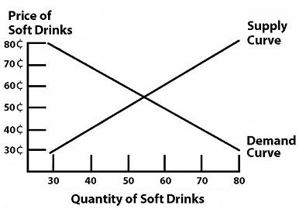 Price of
Soft Drinks
80¢
70¢
60¢
50¢
40¢
30¢
Supply
Curve
Demand
Curve
30 40 50 60 70 80
Quantity of Soft Drinks